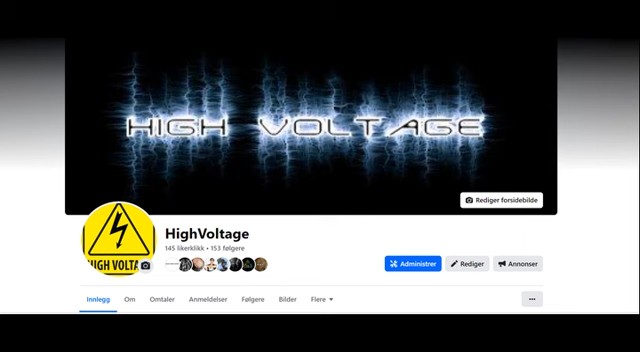 HIGH VOLTAGE
Rediger forsidebilde
HIGH VOLTA
HighVoltage
145 likerklikk • 153 følgere
Administrer
Rediger
Annonser
Innlegg
Om
Omtaler
Anmeldelser
Følgere
Bilder
Flere